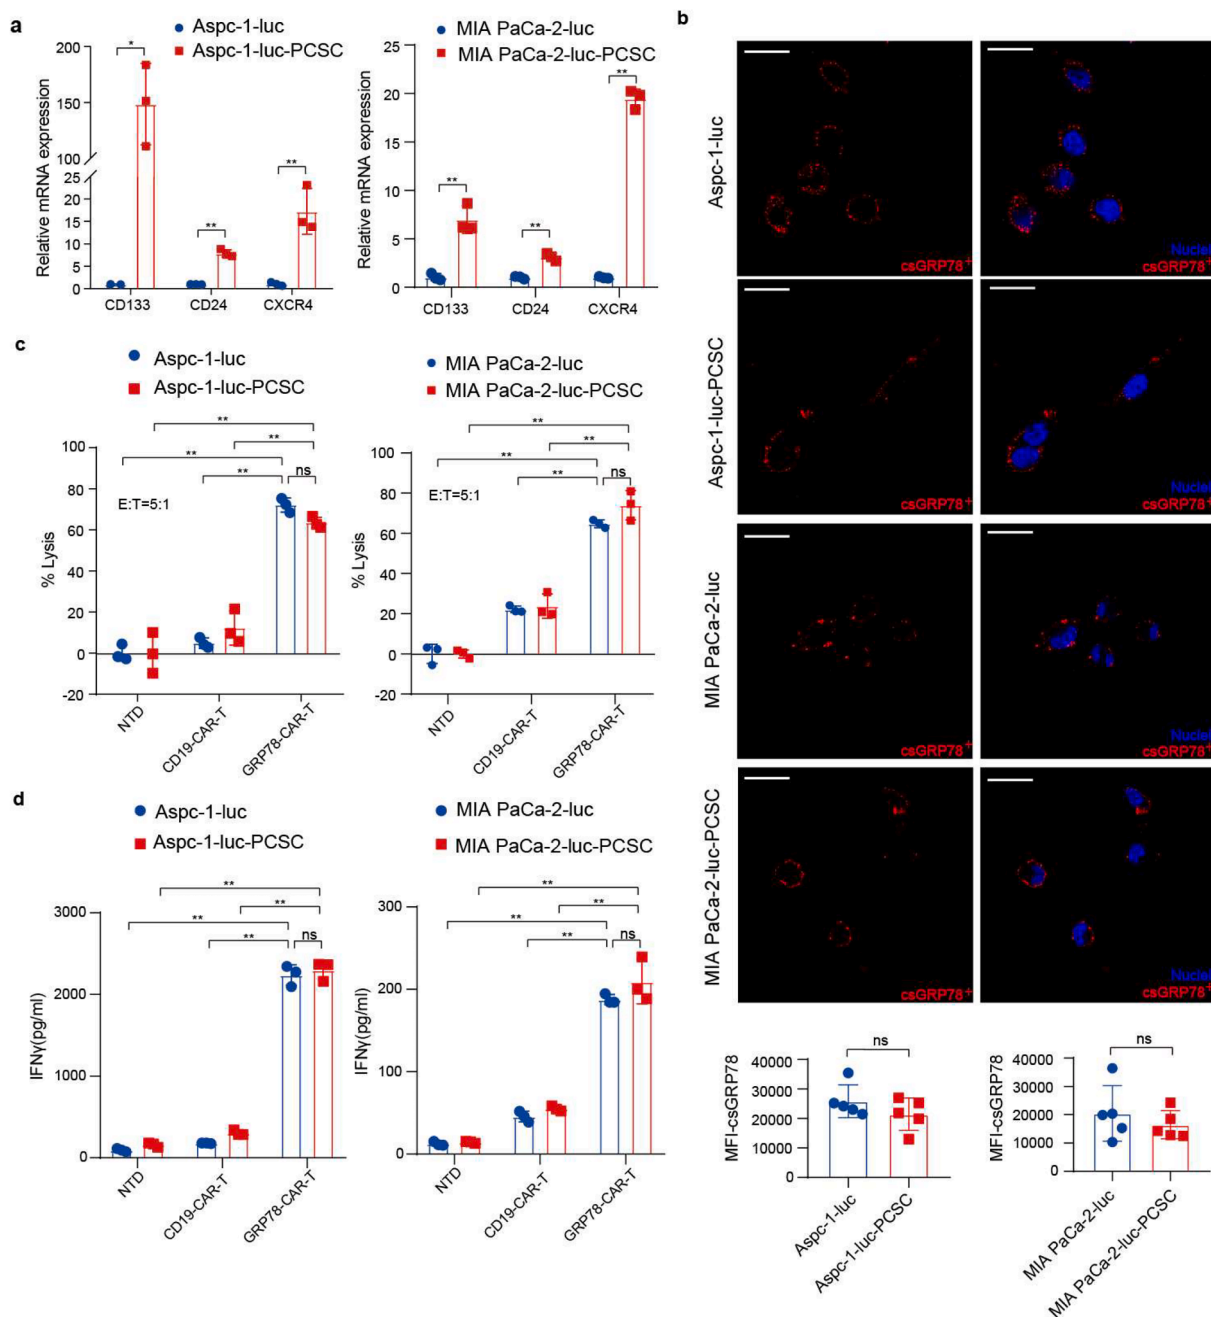 a
Aspc-1-luc
Aspc-1-luc-PCSC
Relative mRNA expression
200
150
100
25
20
15
10
5
0
*
**
**
CD133 CD24 CXCR4
MIA PaCa-2-luc
MIA PaCa-2-luc-PCSC
Relative mRNA expression
25
20
15
10
5
0
**
**
**
CD133 CD24 CXCR4
b
Aspc-1-luc
csGRP78+
Nuclei
csGRP78+
Aspc-1-luc-PCSC
csGRP78+
Nuclei
csGRP78+
MIA PaCa-2-luc
csGRP78+
Nuclei
csGRP78+
MIA PaCa-2-luc-PCSC
csGRP78+
Nuclei
csGRP78+
MFI-csGRP78
40000
30000
20000
10000
0
ns
Aspc-1-luc
Aspc-1-luc-PCSC
MFI-csGRP78
40000
30000
20000
10000
0
ns
MIA PaCa-2-luc
MIA PaCa-2-luc-PCSC
c
Aspc-1-luc
Aspc-1-luc-PCSC
% Lysis
100
80
60
40
20
0
-20
**
**
**
**
ns
E:T=5:1
NTD
CD19-CAR-T
GRP78-CAR-T
MIA PaCa-2-luc
MIA PaCa-2-luc-PCSC
% Lysis
100
80
60
40
20
0
-20
**
**
**
**
ns
E:T=5:1
NTD
CD19-CAR-T
GRP78-CAR-T
d
Aspc-1-luc
Aspc-1-luc-PCSC
IFNγ(pg/ml)
3000
2000
1000
0
**
**
**
**
ns
NTD
CD19-CAR-T
GRP78-CAR-T
MIA PaCa-2-luc
MIA PaCa-2-luc-PCSC
IFNγ(pg/ml)
300
200
100
0
**
**
**
**
ns
NTD
CD19-CAR-T
GRP78-CAR-T